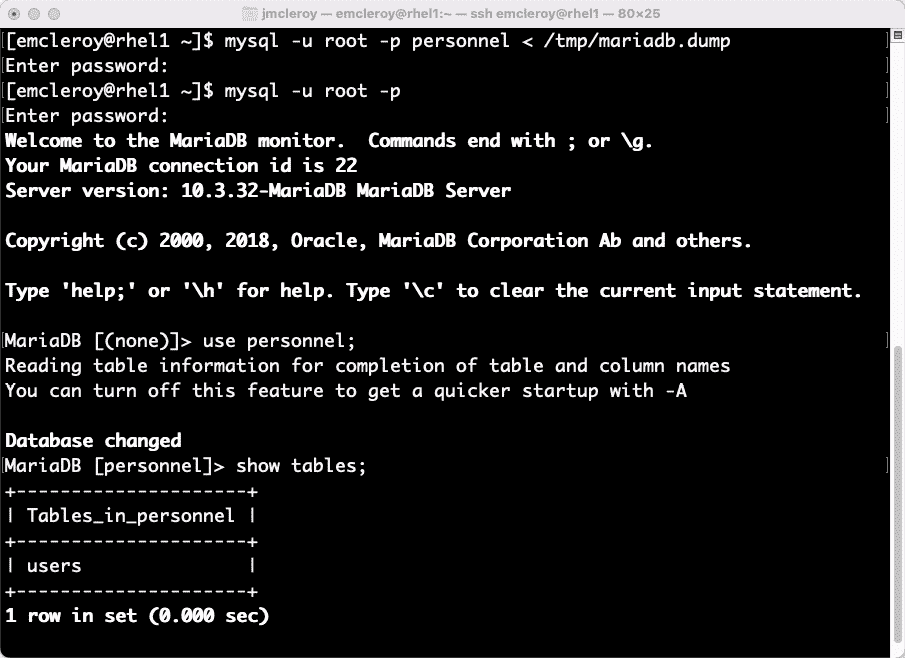 jmcleroy — emcleroy@rhel1:~ — ssh emcleroy@rhel1 — 80×25
[emcleroy@rhel1 ~]$ mysql -u root -p personnel < /tmp/mariadb.dump
Enter password:
[emcleroy@rhel1 ~]$ mysql -u root -p
Enter password:
Welcome to the MariaDB monitor.  Commands end with ; or \g.
Your MariaDB connection id is 22
Server version: 10.3.32-MariaDB MariaDB Server
Copyright (c) 2000, 2018, Oracle, MariaDB Corporation Ab and others.
Type 'help;' or '\h' for help. Type '\c' to clear the current input statement.
MariaDB [(none)]> use personnel;
Reading table information for completion of table and column names
You can turn off this feature to get a quicker startup with -A
Database changed
MariaDB [personnel]> show tables;
+---------------------+
| Tables_in_personnel |
+---------------------+
| users               |
+---------------------+
1 row in set (0.000 sec)